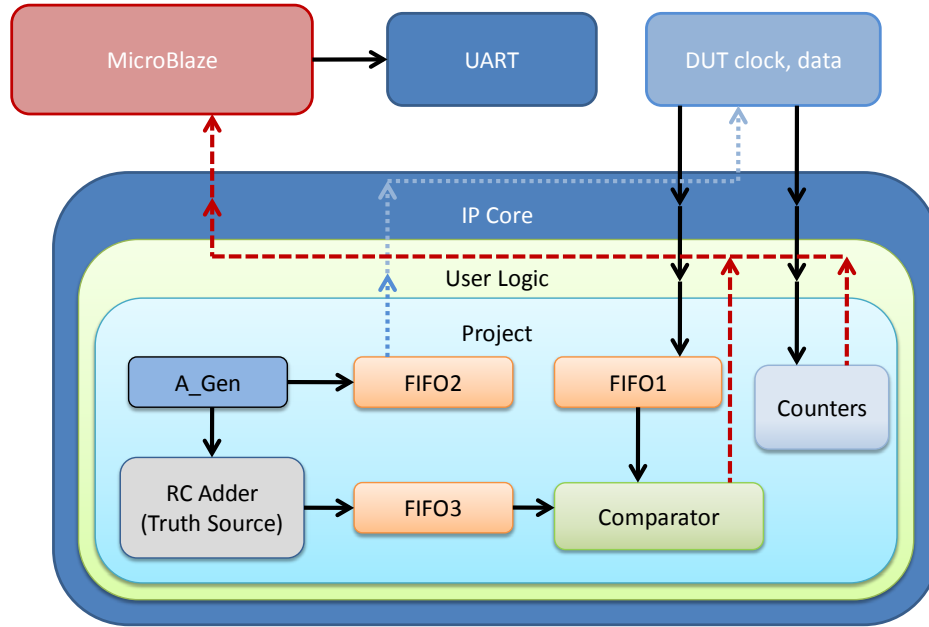 MicroBlaze
UART
DUT clock, data
IP Core
User Logic
Project
A_Gen
FIFO2
FIFO1
Counters
RC Adder
(Truth Source)
FIFO3
Comparator